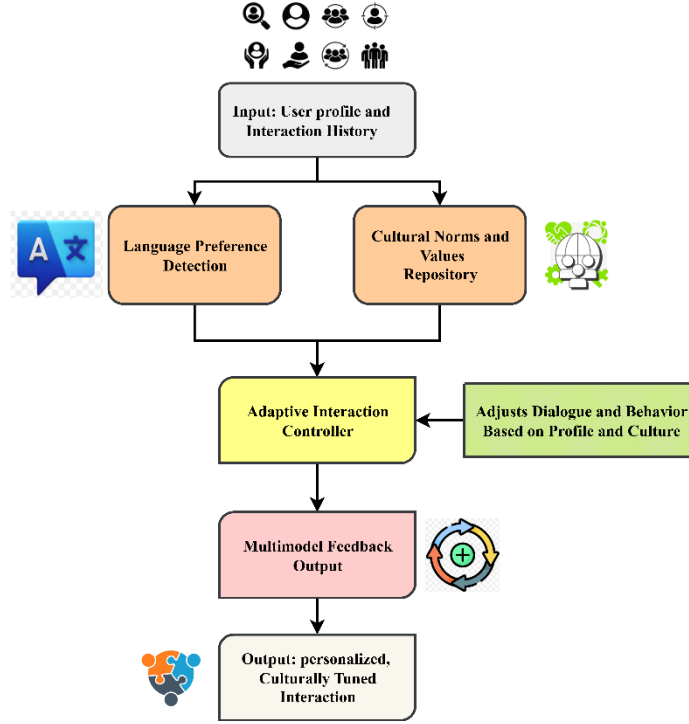 Input: User profile and
Interaction History
A 文
Language Preference
Detection
Cultural Norms and
Values
Repository
Adaptive Interaction
Controller
Adjusts Dialogue and Behavior
Based on Profile and Culture
Multimodel Feedback
Output
Output: personalized,
Culturally Tuned
Interaction